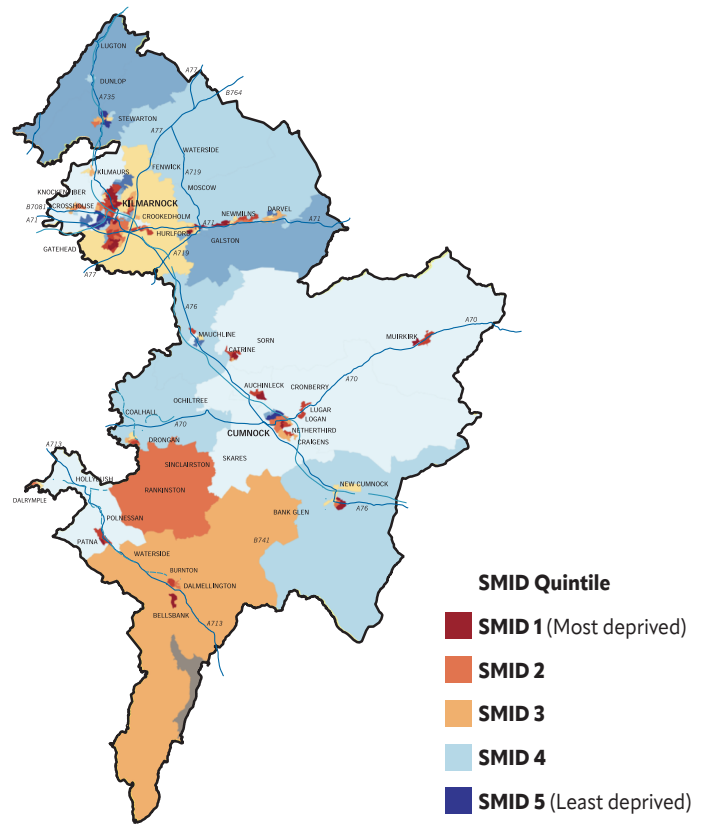 LUGTON
A77
DUNLOP
B764
A735
STEWARTON
A77
WATERSIDE
FENWICK
KILMAURS
A719
MOSCOW
KNOCKENTIBER
KILMARNOCK
B7081
CROSSHOUSE
CROOKEDHOLM
NEWMILNS
DARVEL
A71
A71
A71
HURLFORD
GALSTON
GATEHEAD
A719
A77
A76
MAUCHLINE
SORN
CATRINE
MUIRKIRK
A70
A70
AUCHINLECK
CRONBERRY
OCHILTREE
COALHALL
LUGAR
LOGAN
A70
NETHERTHIRD
CUMNOCK
CRAIGENS
DRONGAN
A713
SKARES
SINCLAIRSTON
HOLLYBUSH
NEW CUMNOCK
RANKINSTON
DALRYMPLE
A76
BANK GLEN
POLNESSAN
PATNA
B741
WATERSIDE
BURNTON
DALMELLINGTON
BELLSBANK
A713
SMID Quintile
SMID 1 (Most deprived)
SMID 2
SMID 3
SMID 4
SMID 5 (Least deprived)